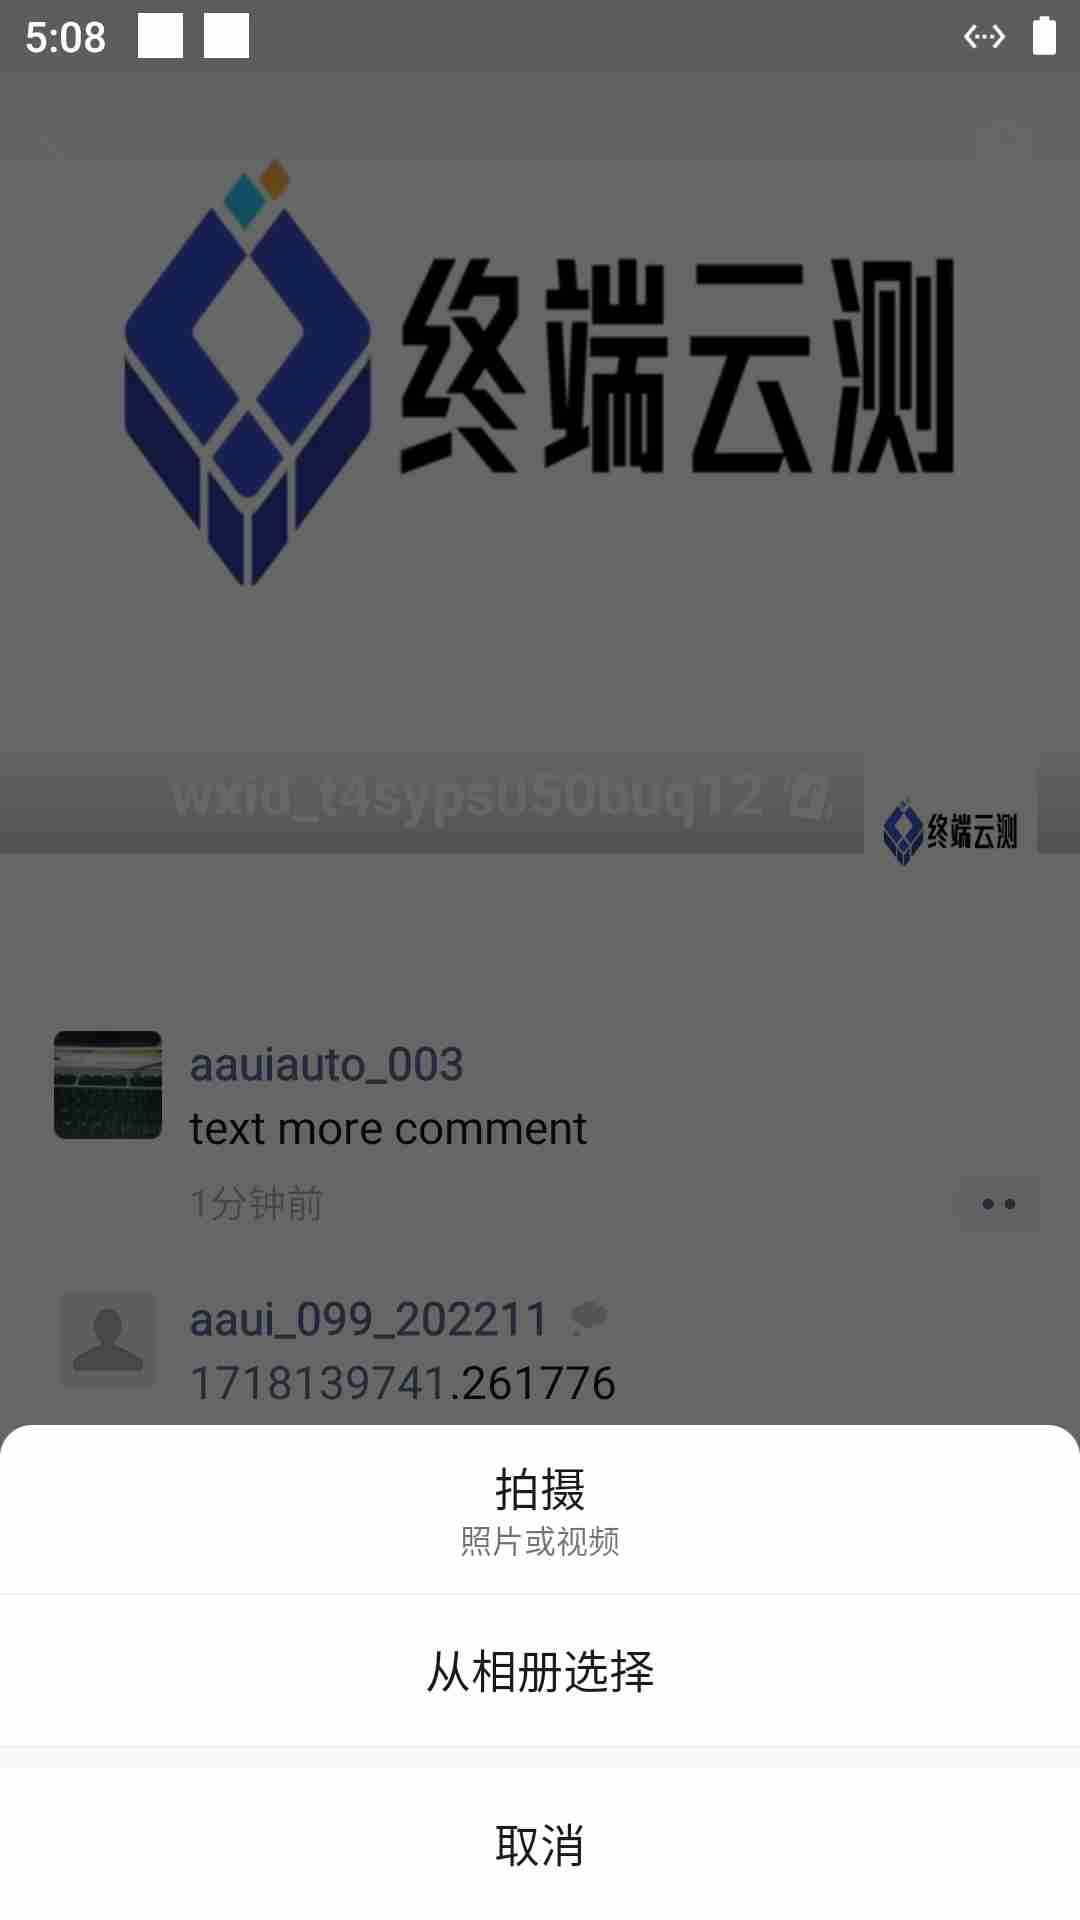 5:08
终端云测
wxid_t4syps050buq12
终端云测
aauiauto_003
text more comment
1分钟前
aaui_099_202211
1718139741.261776
拍摄
照片或视频
从相册选择
取消